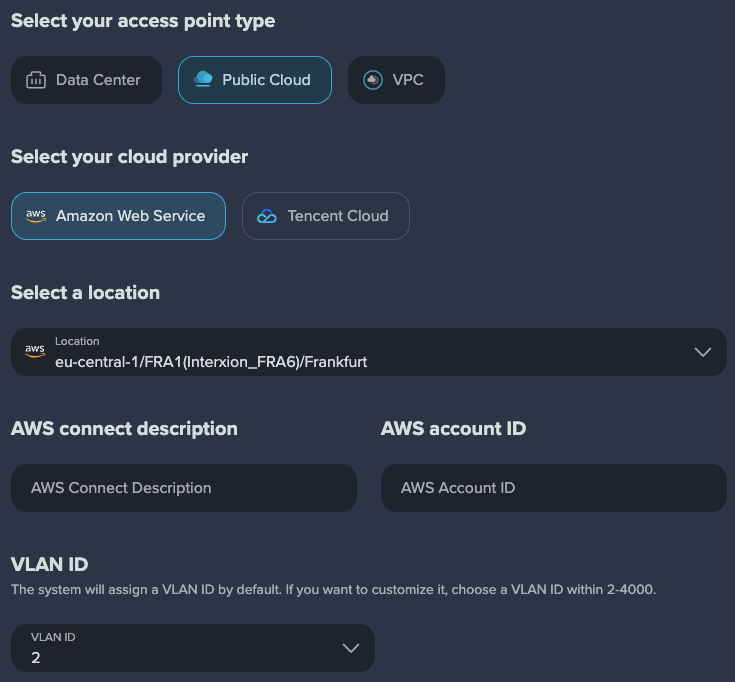 Select your access point type
Data Center
Public Cloud
VPC
Select your cloud provider
aws
Amazon Web Service
Tencent Cloud
Select a location
aws
Location
eu-central-1/FRA1(Interxion_FRA6)/Frankfurt
AWS connect description
AWS account ID
AWS Connect Description
AWS Account ID
VLAN ID
The system will assign a VLAN ID by default. If you want to customize it, choose a VLAN ID within 2-4000.
VLAN ID
2